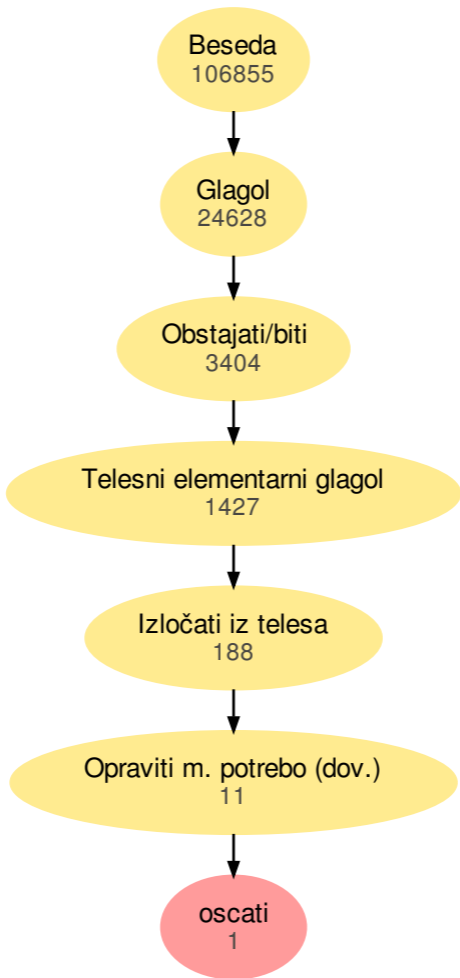 Beseda
106855
Glagol
24628
Obstajati/biti
3404
Telesni elementarni glagol
1427
Izločati iz telesa
188
Opraviti m. potrebo (dov.)
11
oscati
1